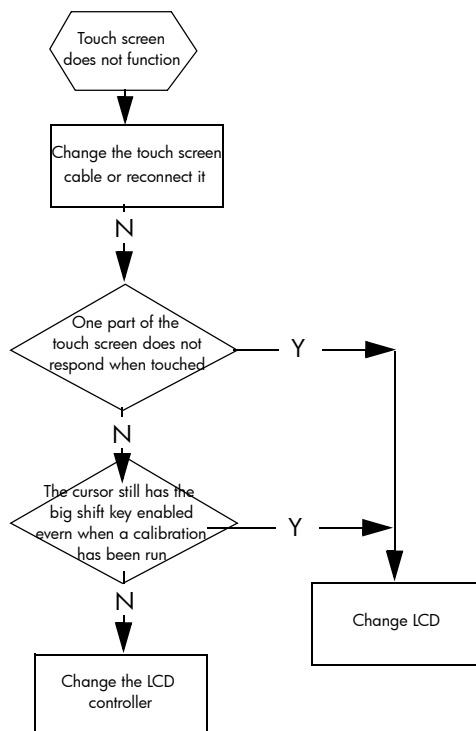 Touch screen
does not function
Change the touch screen
cable or reconnect it
N
One part of the
touch screen does not
respond when touched
Y
N
The cursor still has the
big shift key enabled
evern when a calibration
has been run
Y
N
Change LCD
Change the LCD
controller